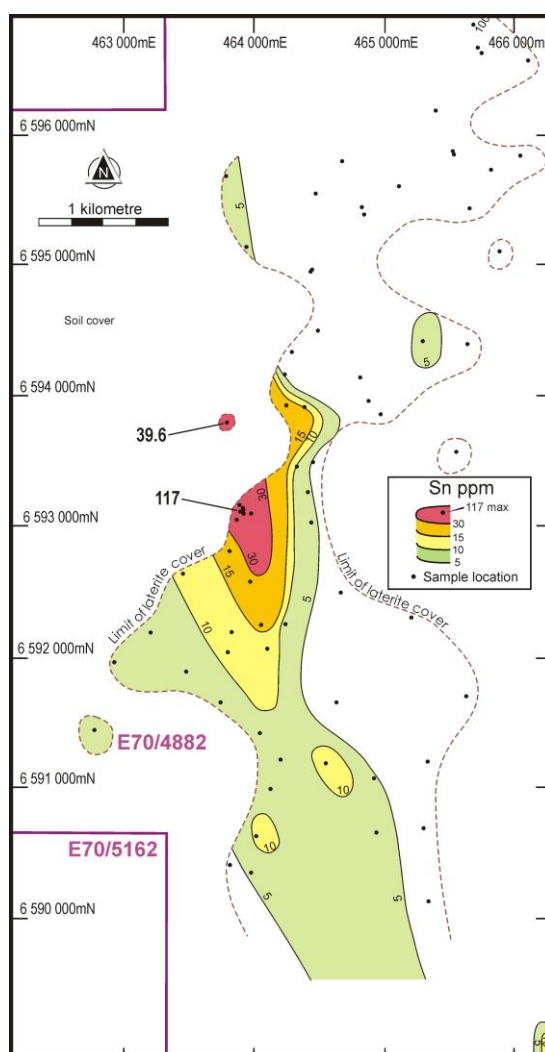 463 000mE
464 000mE
465 000mE
466 000mE
100
6 596 000mN
N
1 kilometre
5
6 595 000mN
Soil cover
5
6 594 000mN
39.6
15
10
Sn ppm
117 max
30
15
10
5
Sample location
117
30
6 593 000mN
30
15
5
Limit of laterite cover
Limit of laterite cover
10
6 592 000mN
E70/4882
6 591 000mN
10
E70/5162
10
5
5
6 590 000mN
5